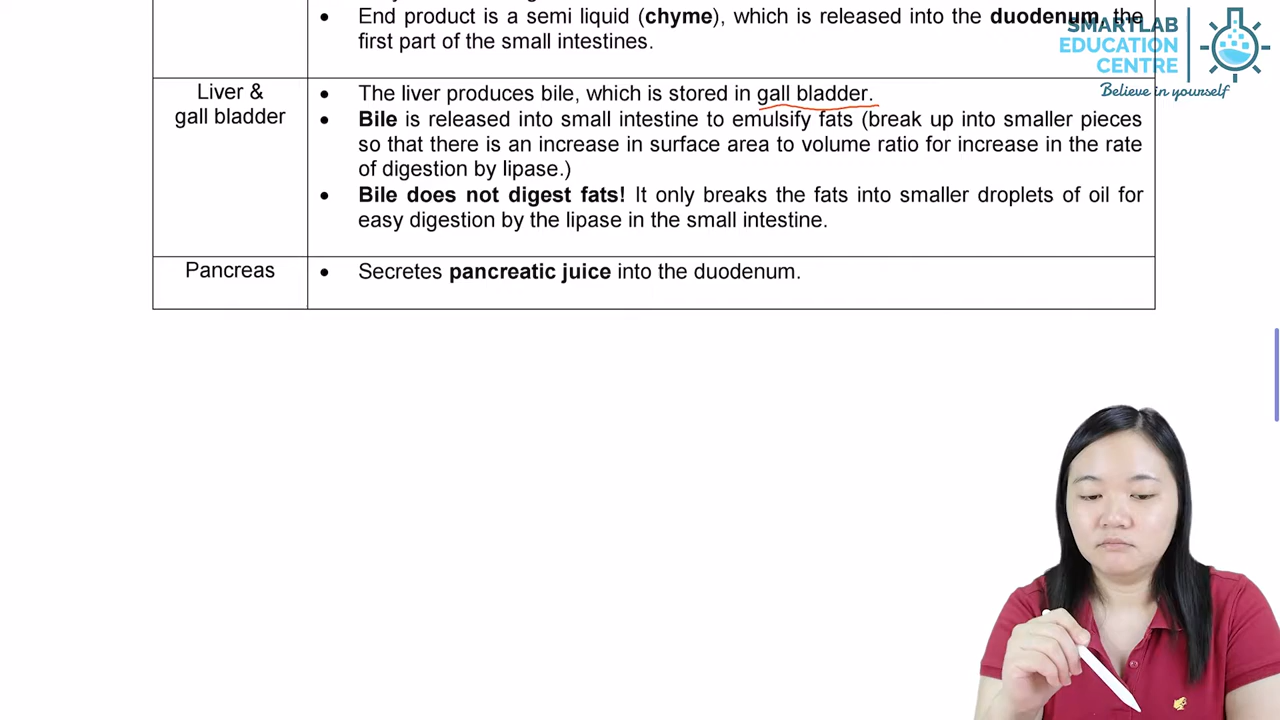 • End product is a semi liquid (chyme), which is released into the duodenum, the
first part of the small intestines.
SMARTLAB
EDUCATION
CENTRE
Believe in yourself
Liver &
gall bladder
• The liver produces bile, which is stored in gall bladder.
• Bile is released into small intestine to emulsify fats (break up into smaller pieces
so that there is an increase in surface area to volume ratio for increase in the rate
of digestion by lipase.)
• Bile does not digest fats! It only breaks the fats into smaller droplets of oil for
easy digestion by the lipase in the small intestine.
Pancreas
• Secretes pancreatic juice into the duodenum.